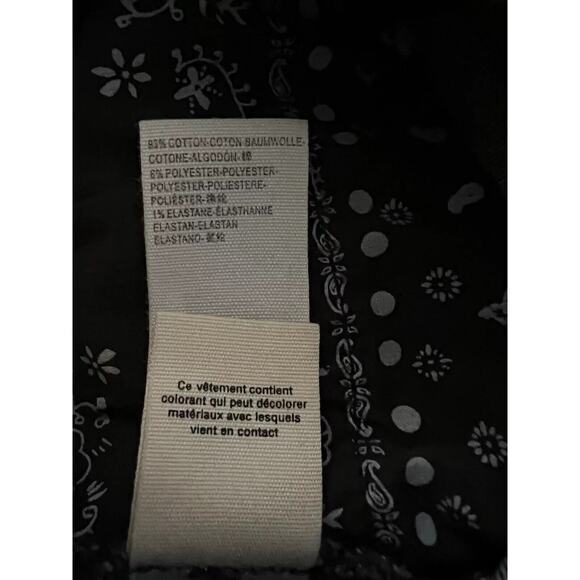 93% COTTON-COTON BAUMWOLLE-
COTONE-ALGODÓN-棉
6% POLYESTER-POLYESTER-
POLYESTER-POLIESTERE-
POLIÉSTER-
1% ELASTANE-ÉLASTHANNE
ELASTAN-ELASTAN
ELASTANO-
Ce vêtement contient
colorant qui peut décolorer
matériaux avec lesquels
vient en contact